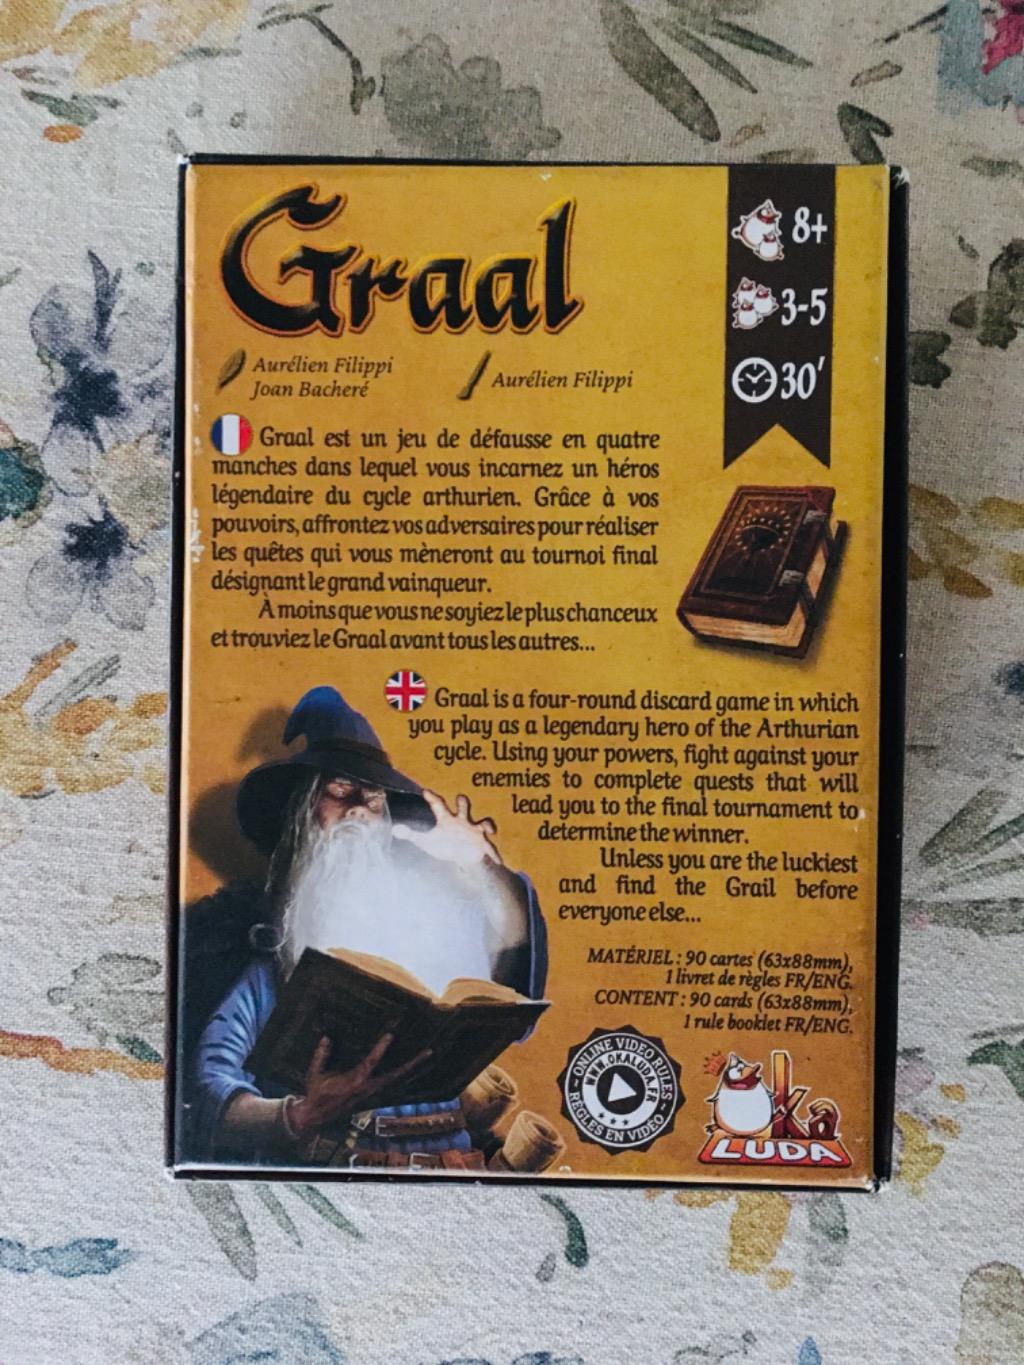 Graal
8+
3-5
30'
Aurélien Filippi
Joan Bacheré
Aurélien Filippi
Graal est un jeu de défausse en quatre
manches dans lequel vous incarnez un héros
légendaire du cycle arthurien. Grâce à vos
pouvoirs, affrontez vos adversaires pour réaliser
les quêtes qui vous mèneront au tournoi final
désignant le grand vainqueur.
À moins que vous ne soyiez le plus chanceux
et trouviez le Graal avant tous les autres...
Graal is a four-round discard game in which
you play as a legendary hero of the Arthurian
cycle. Using your powers, fight against your
enemies to complete quests that will
lead you to the final tournament to
determine the winner.
Unless you are the luckiest
and find the Grail before
everyone else...
MATÉRIEL : 90 cartes (63x88mm),
1 livret de règles FR/ENG.
CONTENT : 90 cards (63x88mm),
1 rule booklet FR/ENG.
~ ONLINE VIDEO RULES ~
WWW.OKALUDA.FR
RÈGLES EN VIDÉO
Oka
LUDA